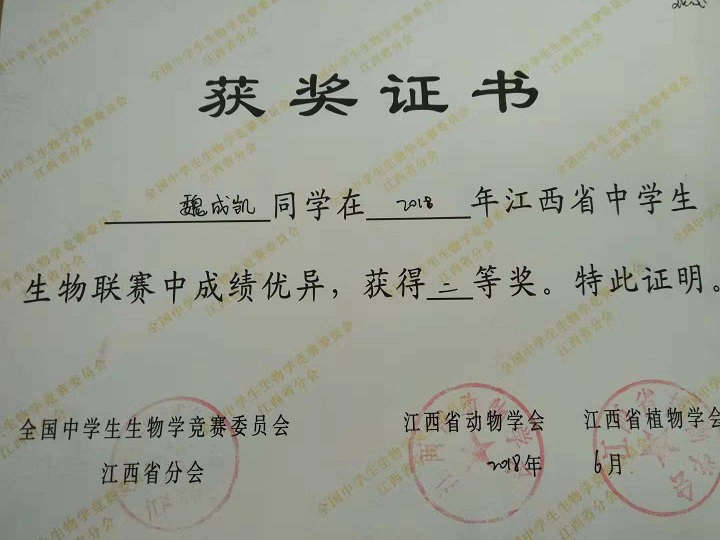 获奖证书
魏成凯同学在2018年江西省中学生
生物联赛中成绩优异，获得二等奖。特此证明。
全国中学生生物学竞赛委员会
江西省分会
江西省动物学会
江西省植物学会
2018年6月